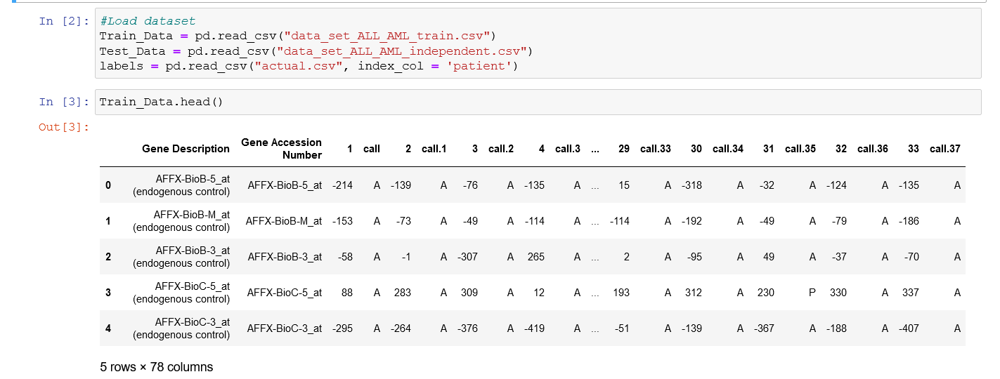 In [2]: #Load dataset
Train_Data = pd.read_csv("data_set_ALL_AML_train.csv")
Test_Data = pd.read_csv("data_set_ALL_AML_independent.csv")
labels = pd.read_csv("actual.csv", index_col = 'patient')
In [3]: Train_Data.head()
Out[3]:
Gene Description Gene Accession Number 1 call 2 call.1 3 call.2 4 call.3 ... 29 call.33 30 call.34 31 call.35 32 call.36 33 call.37
0 AFFX-BioB-5_at (endogenous control) AFFX-BioB-5_at -214 A -139 A -76 A -135 A ... 15 A -318 A -32 A -124 A -135 A
1 AFFX-BioB-M_at (endogenous control) AFFX-BioB-M_at -153 A -73 A -49 A -114 A ... -114 A -192 A -49 A -79 A -186 A
2 AFFX-BioB-3_at (endogenous control) AFFX-BioB-3_at -58 A -1 A -307 A 265 A ... 2 A -95 A 49 A -37 A -70 A
3 AFFX-BioC-5_at (endogenous control) AFFX-BioC-5_at 88 A 283 A 309 A 12 A ... 193 A 312 A 230 P 330 A 337 A
4 AFFX-BioC-3_at (endogenous control) AFFX-BioC-3_at -295 A -264 A -376 A -419 A ... -51 A -139 A -367 A -188 A -407 A
5 rows × 78 columns